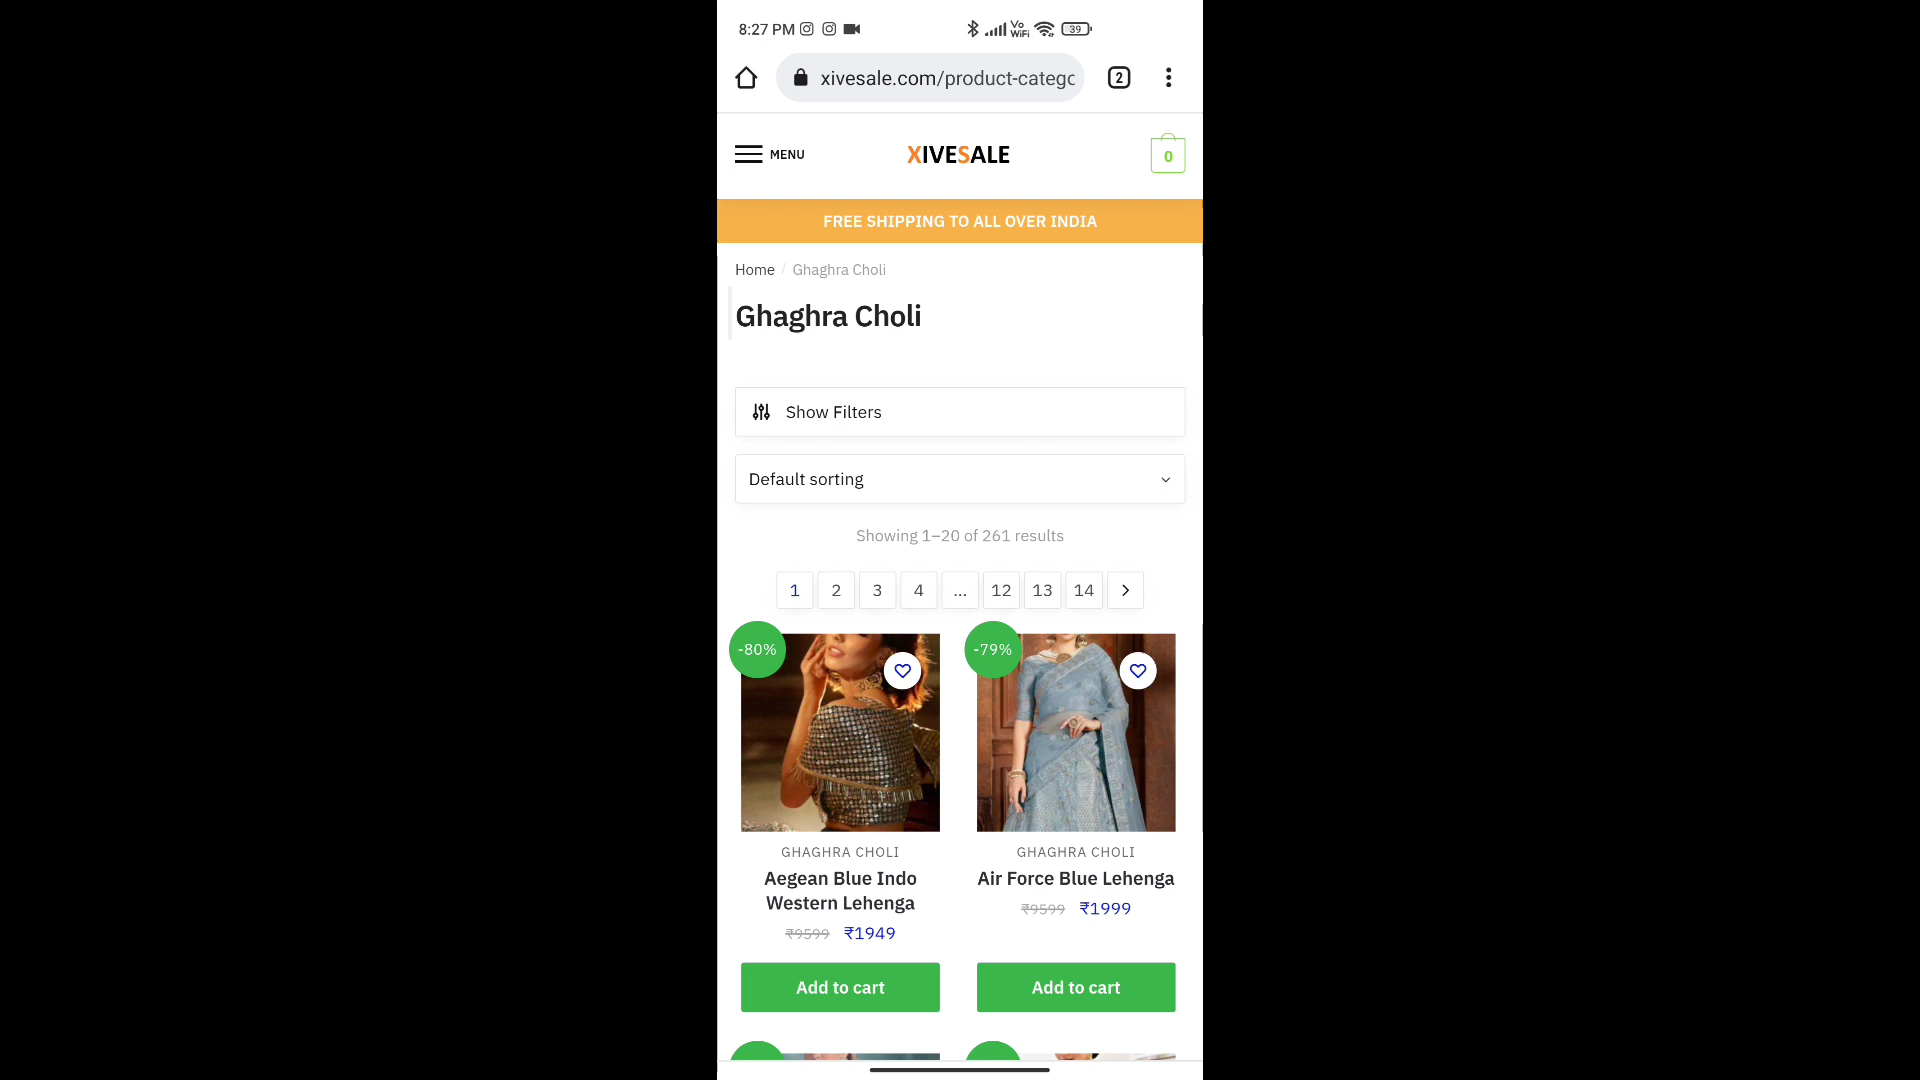 8:27 PM
Vo
WiFi
39
xivesale.com/product-catego
2
MENU
XIVESALE
0
FREE SHIPPING TO ALL OVER INDIA
Home / Ghaghra Choli
Ghaghra Choli
Show Filters
Default sorting
Showing 1–20 of 261 results
1 2 3 4 ... 12 13 14
-80%
-79%
GHAGHRA CHOLI
Aegean Blue Indo
Western Lehenga
₹9599 ₹1949
Add to cart
GHAGHRA CHOLI
Air Force Blue Lehenga
₹9599 ₹1999
Add to cart